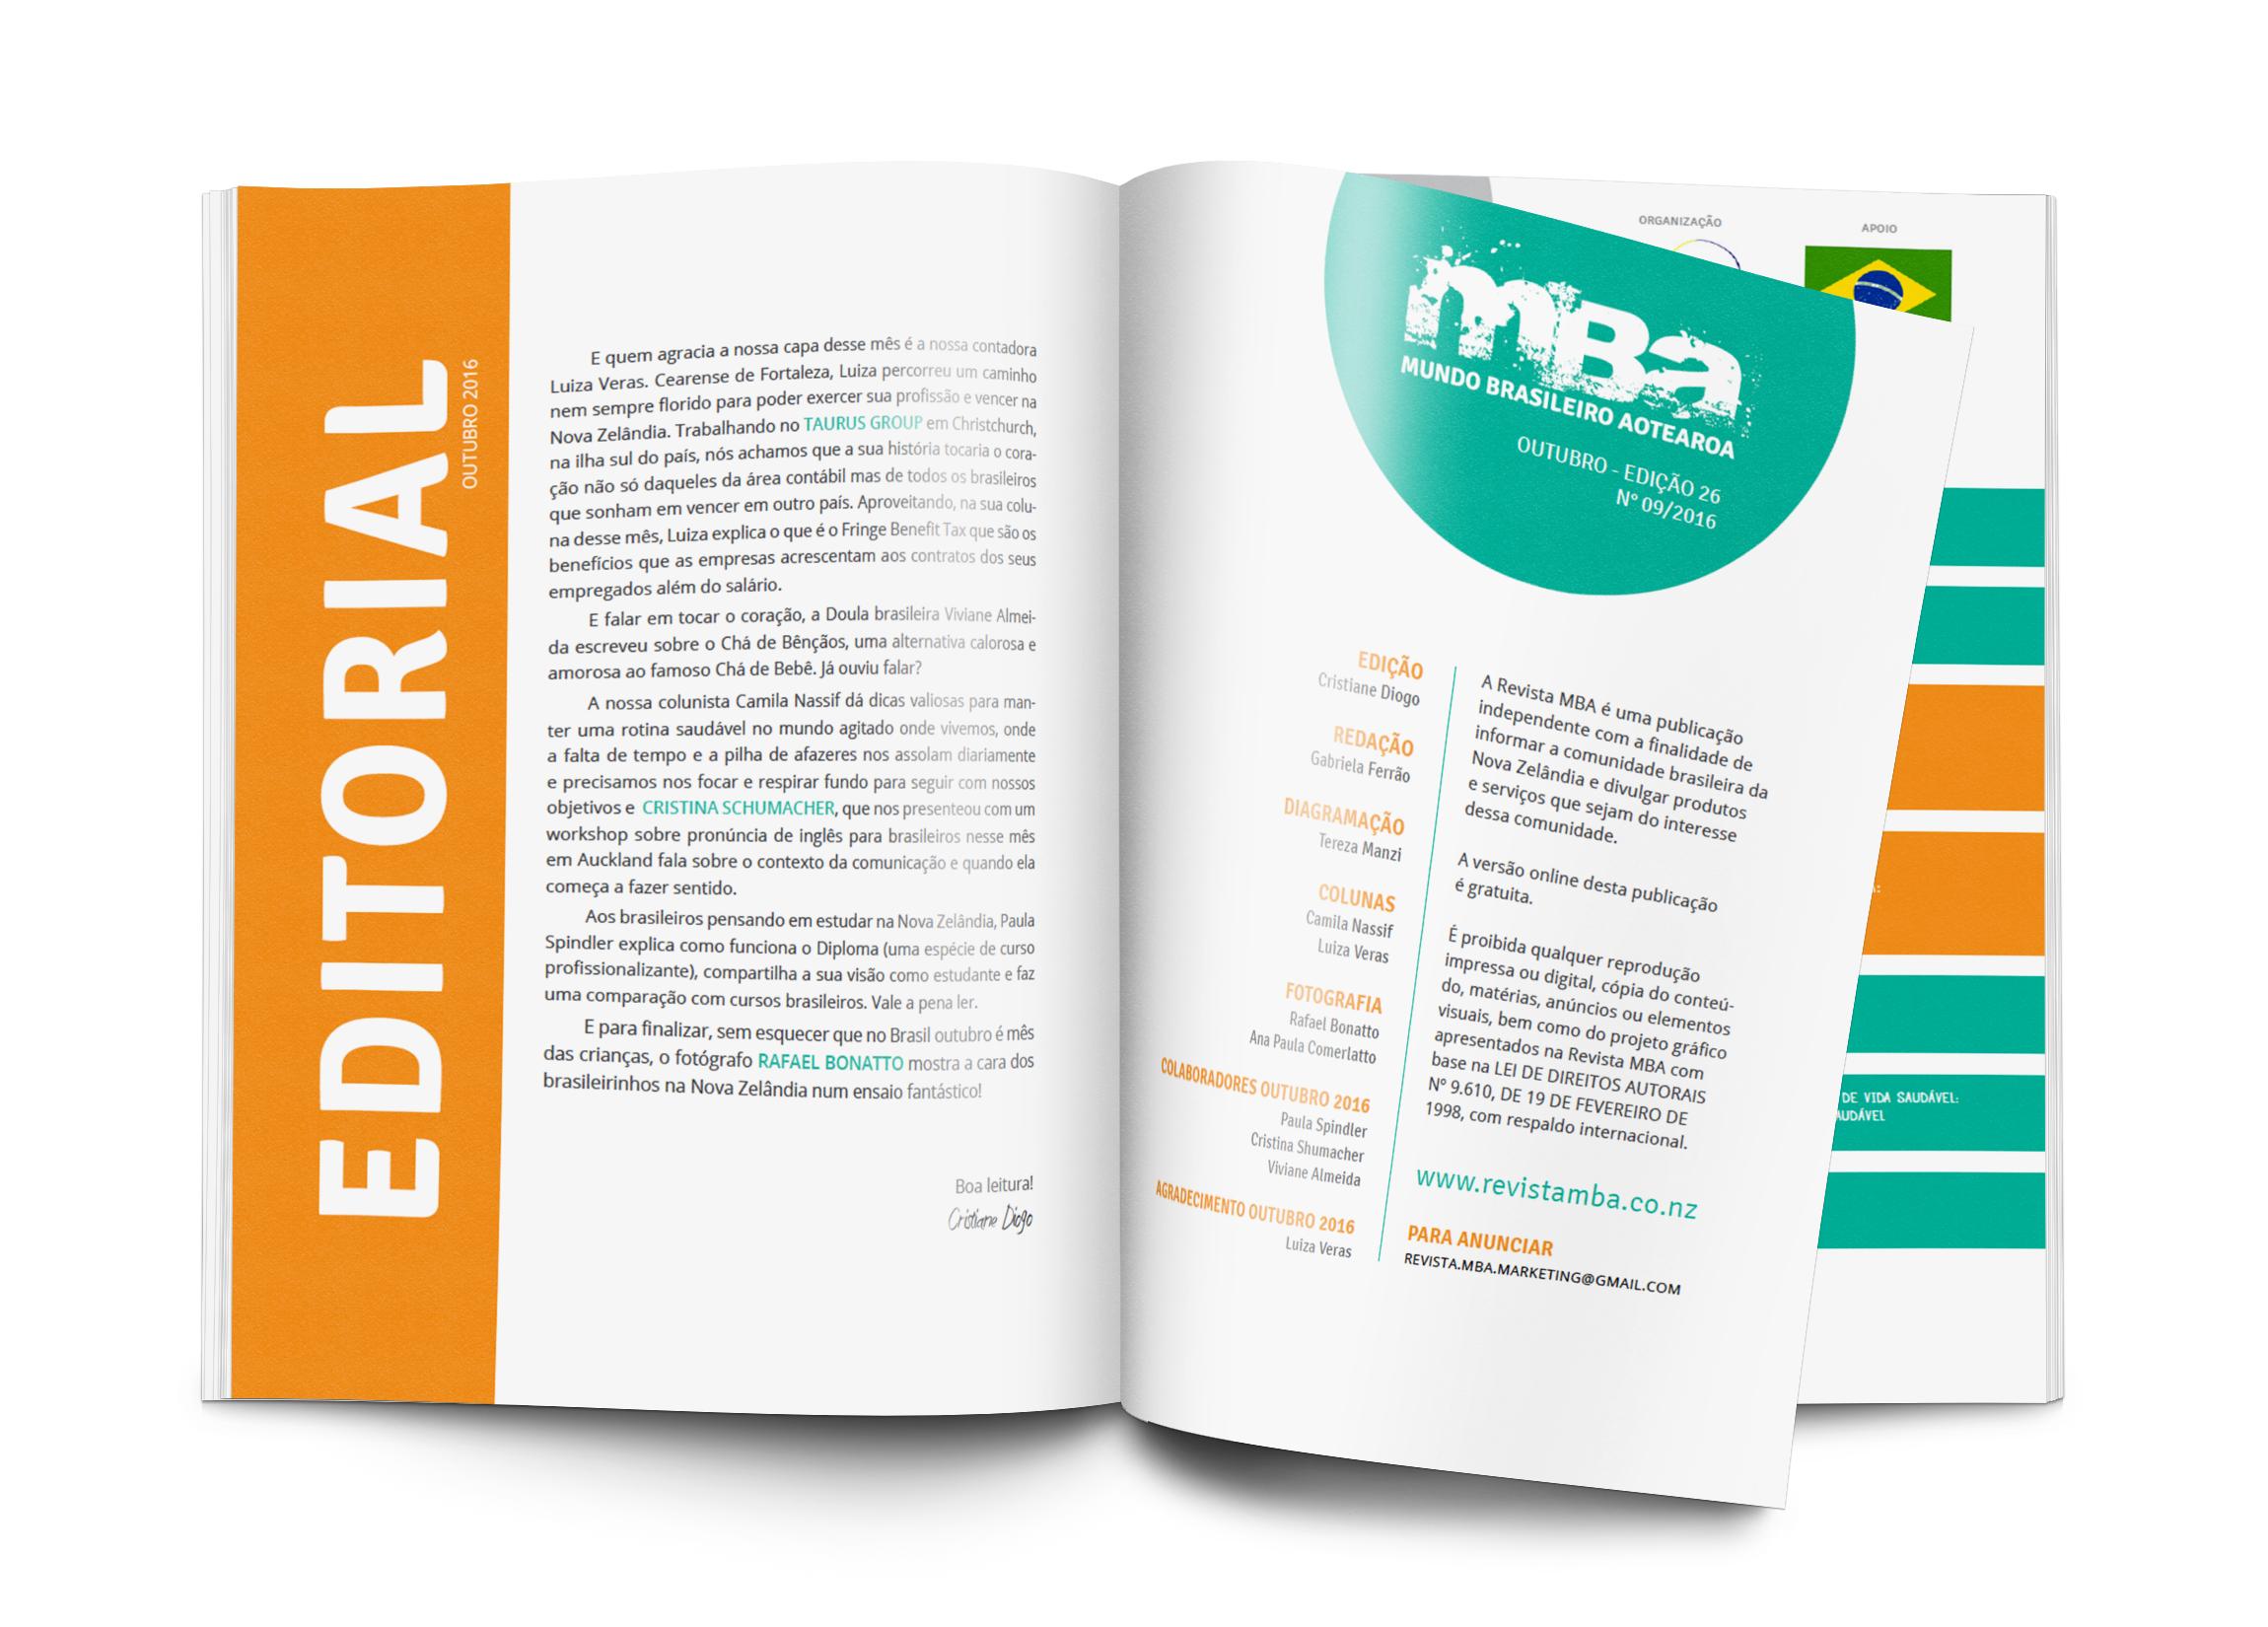 EDITORIAL
OUTUBRO 2016
E quem agracia a nossa capa desse mês é a nossa contadora
Luiza Veras. Cearense de Fortaleza, Luiza percorreu um caminho
nem sempre florido para poder exercer sua profissão e vencer na
Nova Zelândia. Trabalhando no TAURUS GROUP em Christchurch,
na ilha sul do país, nós achamos que a sua história tocaria o cora-
ção não só daqueles da área contábil mas de todos os brasileiros
que sonham em vencer em outro país. Aproveitando, na sua colu-
na desse mês, Luiza explica o que é o Fringe Benefit Tax que são os
benefícios que as empresas acrescentam aos contratos dos seus
empregados além do salário.
E falar em tocar o coração, a Doula brasileira Viviane Almei-
da escreveu sobre o Chá de Bênçãos, uma alternativa calorosa e
amorosa ao famoso Chá de Bebê. Já ouviu falar?
A nossa colunista Camila Nassif dá dicas valiosas para man-
ter uma rotina saudável no mundo agitado onde vivemos, onde
a falta de tempo e a pilha de afazeres nos assolam diariamente
e precisamos nos focar e respirar fundo para seguir com nossos
objetivos e CRISTINA SCHUMACHER, que nos presenteou com um
workshop sobre pronúncia de inglês para brasileiros nesse mês
em Auckland fala sobre o contexto da comunicação e quando ela
começa a fazer sentido.
Aos brasileiros pensando em estudar na Nova Zelândia, Paula
Spindler explica como funciona o Diploma (uma espécie de curso
profissionalizante), compartilha a sua visão como estudante e faz
uma comparação com cursos brasileiros. Vale a pena ler.
E para finalizar, sem esquecer que no Brasil outubro é mês
das crianças, o fotógrafo RAFAEL BONATTO mostra a cara dos
brasileirinhos na Nova Zelândia num ensaio fantástico!
Boa leitura!
Cristiane Diogo
mBa
MUNDO BRASILEIRO AOTEAROA
OUTUBRO - EDIÇÃO 26
Nº 09/2016
EDIÇÃO
Cristiane Diogo
REDAÇÃO
Gabriela Ferrão
DIAGRAMAÇÃO
Tereza Manzi
COLUNAS
Camila Nassif
Luiza Veras
FOTOGRAFIA
Rafael Bonatto
Ana Paula Comerlatto
COLABORADORES OUTUBRO 2016
Paula Spindler
Cristina Shumacher
Viviane Almeida
AGRADECIMENTO OUTUBRO 2016
Luiza Veras
A Revista MBA é uma publicação
independente com a finalidade de
informar a comunidade brasileira da
Nova Zelândia e divulgar produtos
e serviços que sejam do interesse
dessa comunidade.
A versão online desta publicação
é gratuita.
É proibida qualquer reprodução
impressa ou digital, cópia do conteú-
do, matérias, anúncios ou elementos
visuais, bem como do projeto gráfico
apresentados na Revista MBA com
base na LEI DE DIREITOS AUTORAIS
Nº 9.610, DE 19 DE FEVEREIRO DE
1998, com respaldo internacional.
www.revistamba.co.nz
PARA ANUNCIAR
REVISTA.MBA.MARKETING@GMAIL.COM
ORGANIZAÇÃO
APOIO
DE VIDA SAUDÁVEL: